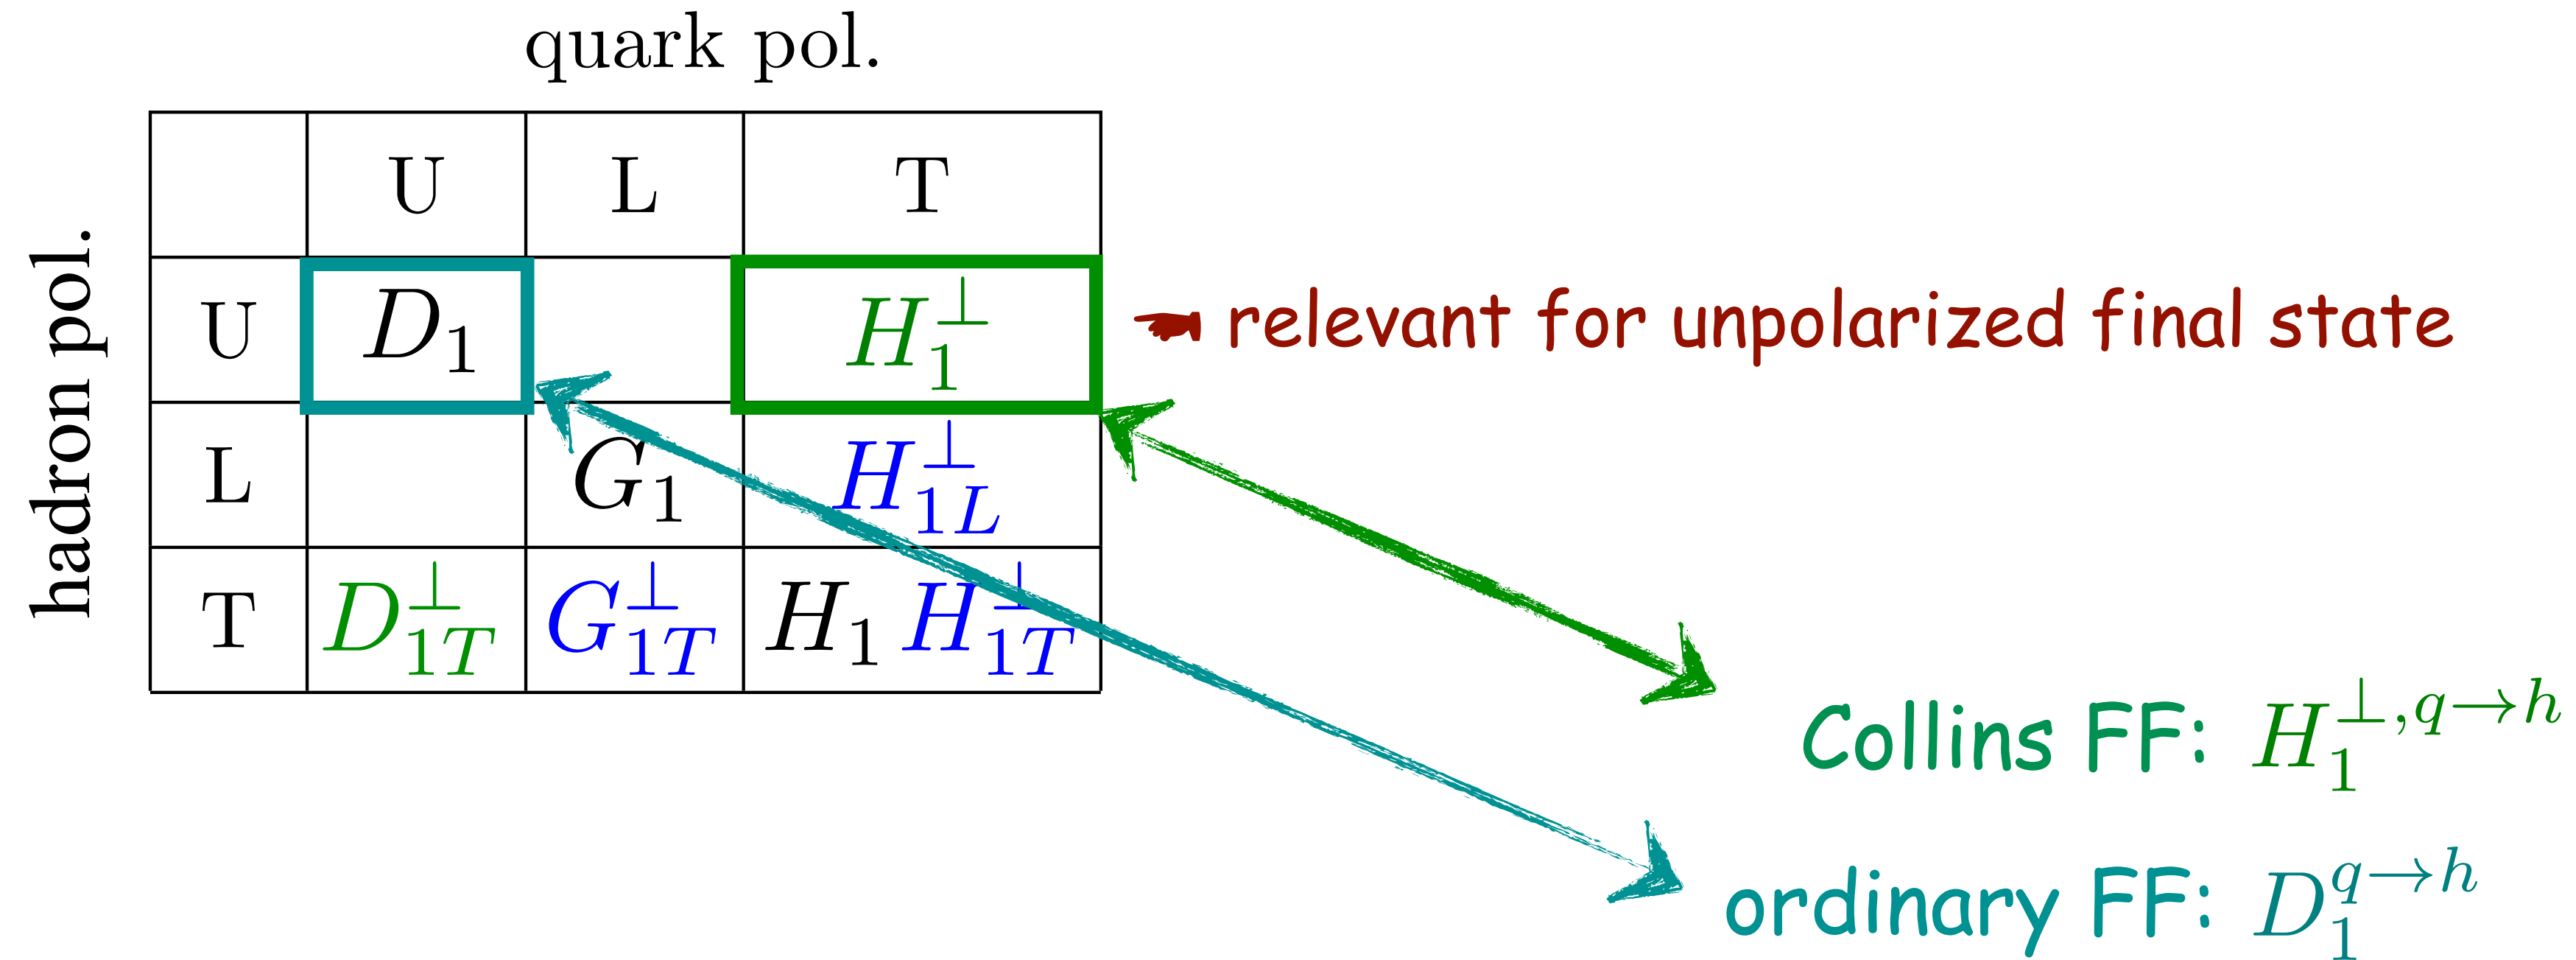 quark pol.
hadron pol.
U L T
U D₁ H₁^⊥
☚ relevant for unpolarized final state
L G₁ H₁L^⊥
T D₁T^⊥ G₁T^⊥ H₁ H₁T^⊥
Collins FF: H₁^⊥,q→h
ordinary FF: D₁^q→h